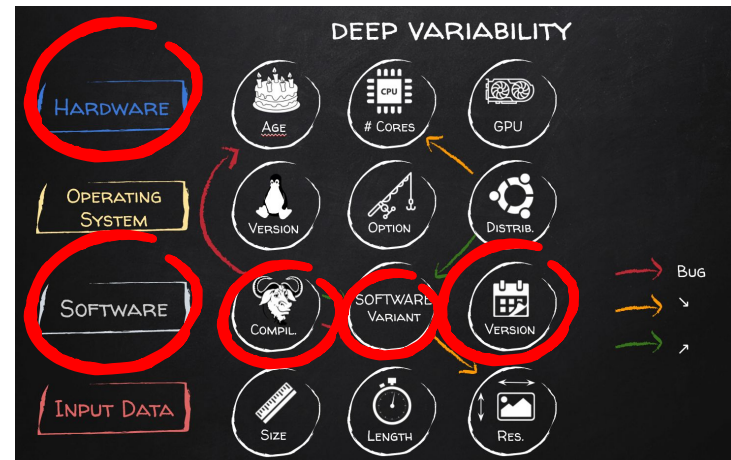 DEEP VARIABILITY
HARDWARE
AGE
CPU
# CORES
GPU
OPERATING
SYSTEM
VERSION
OPTION
DISTRIB.
SOFTWARE
COMPIL.
SOFTWARE
VARIANT
VERSION
BUG
↘
↗
INPUT DATA
SIZE
LENGTH
RES.